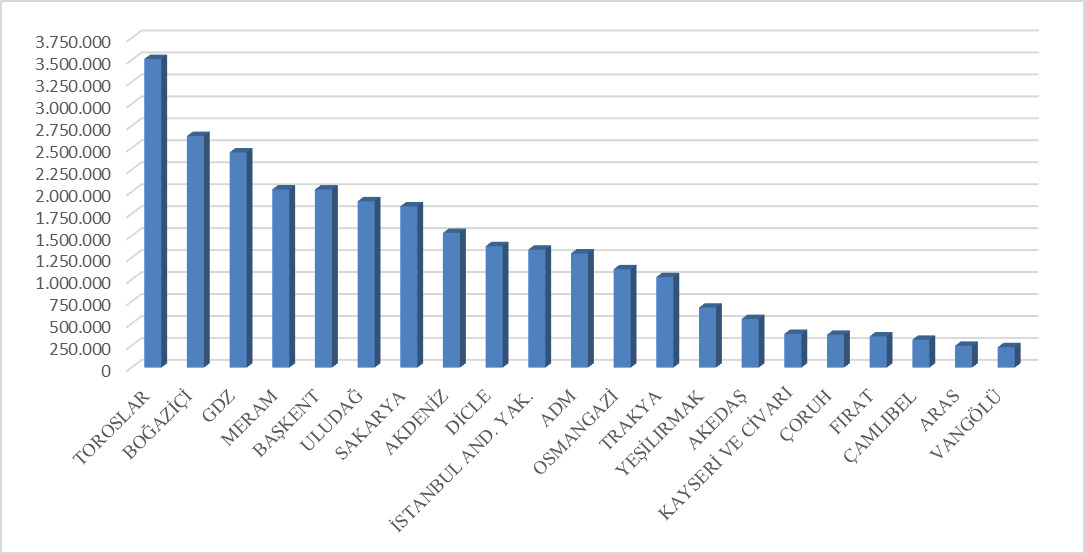 3.750.000
3.500.000
3.250.000
3.000.000
2.750.000
2.500.000
2.250.000
2.000.000
1.750.000
1.500.000
1.250.000
1.000.000
750.000
500.000
250.000
0
TOROSLAR
BOĞAZİÇİ
GDZ
MERAM
BAŞKENT
ULUDAĞ
SAKARYA
AKDENİZ
DİCLE
İSTANBUL AND. YAK.
ADM
OSMANGAZİ
TRAKYA
YEŞİLIRMAK
AKEDAŞ
KAYSERİ VE CİVARI
ÇORUH
FIRAT
ÇAMLIBEL
ARAS
VANGÖLÜ